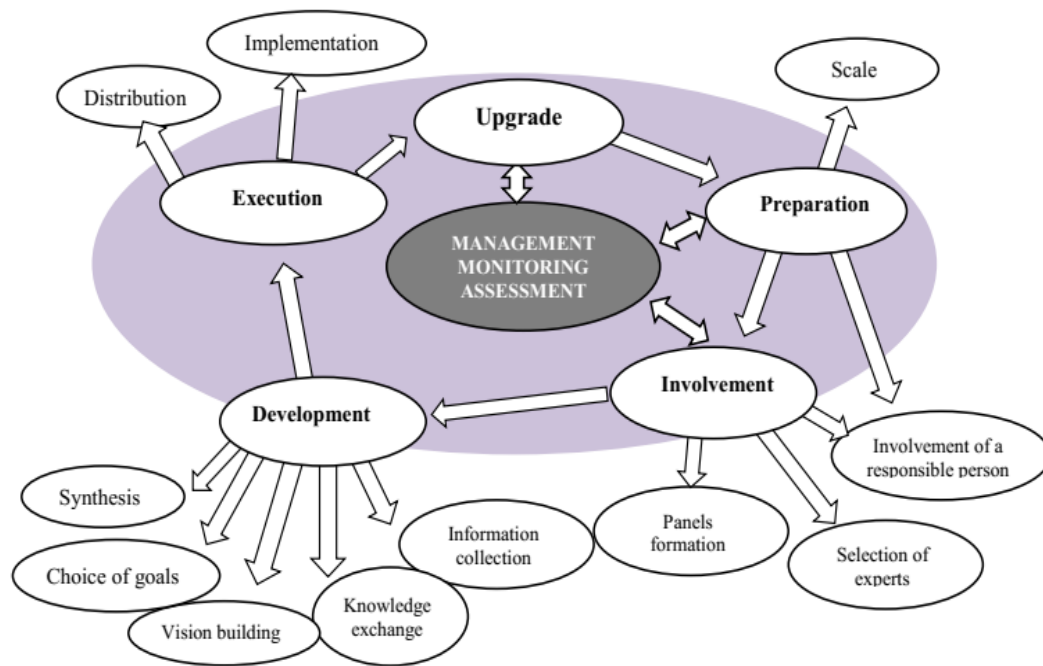 Implementation
Scale
Distribution
Upgrade
Execution
Preparation
MANAGEMENT
MONITORING
ASSESSMENT
Involvement
Development
Involvement of a
responsible person
Synthesis
Information
collection
Panels
formation
Selection of
experts
Choice of goals
Knowledge
exchange
Vision building